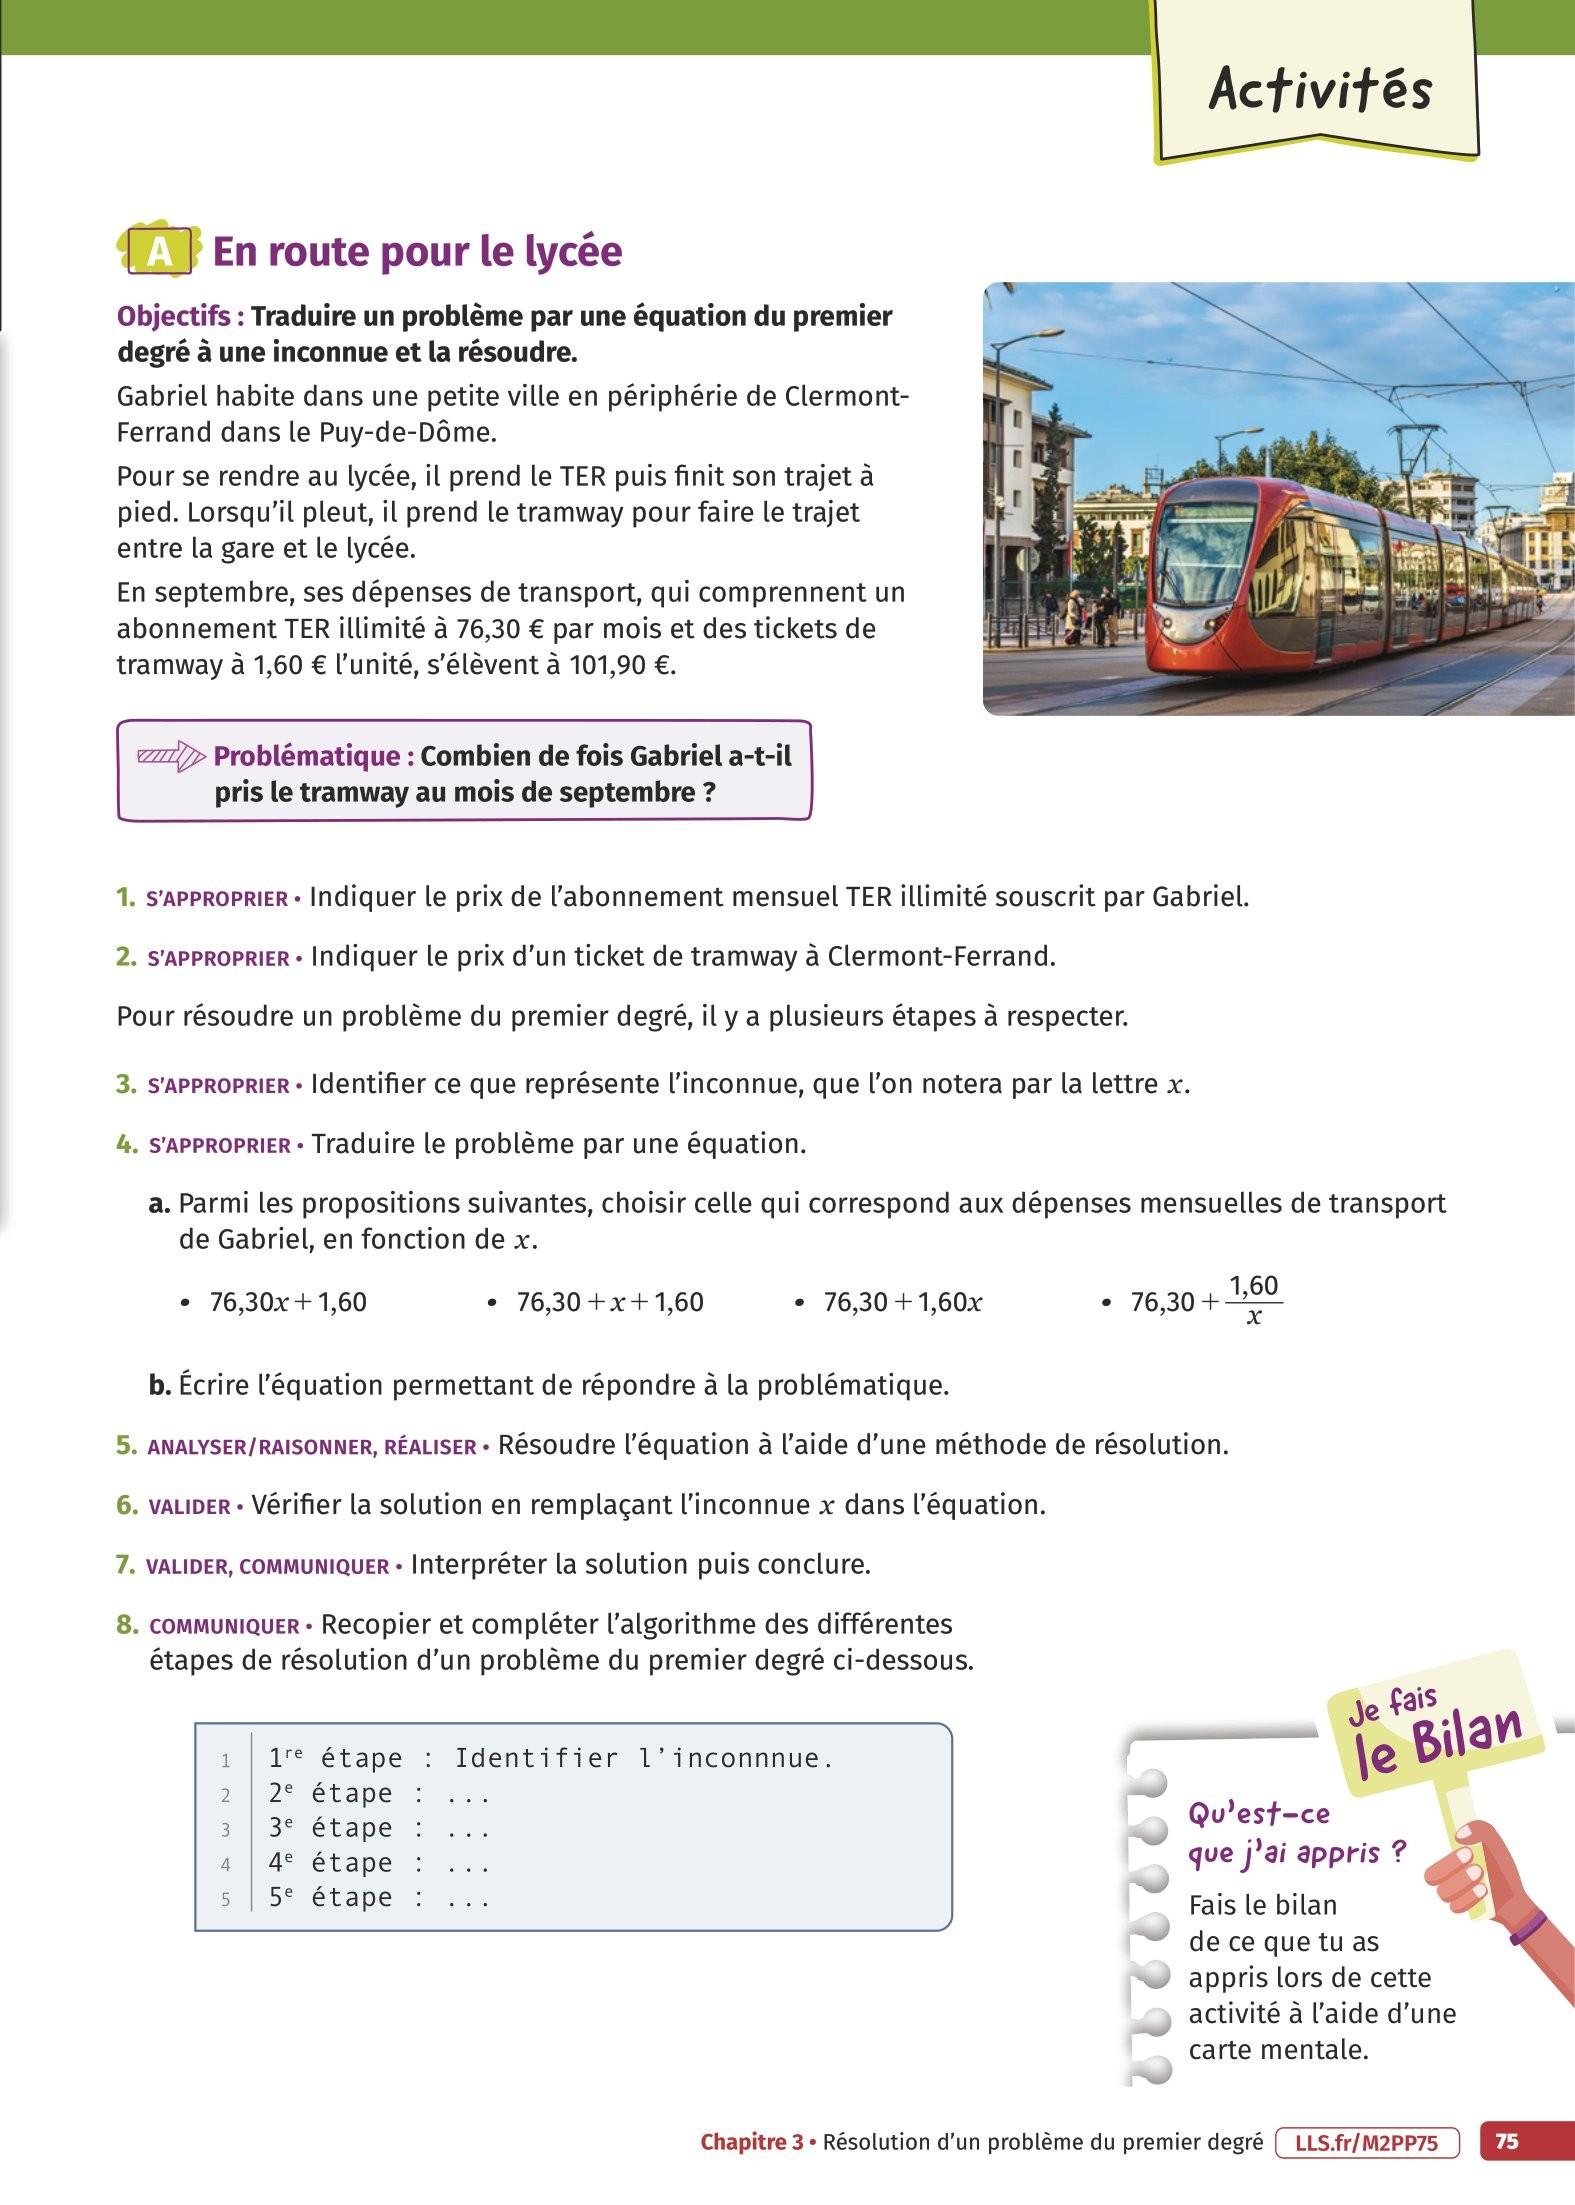 Activités
A En route pour le lycée
Objectifs : Traduire un problème par une équation du premier
degré à une inconnue et la résoudre.
Gabriel habite dans une petite ville en périphérie de Clermont-
Ferrand dans le Puy-de-Dôme.
Pour se rendre au lycée, il prend le TER puis finit son trajet à
pied. Lorsqu'il pleut, il prend le tramway pour faire le trajet
entre la gare et le lycée.
En septembre, ses dépenses de transport, qui comprennent un
abonnement TER illimité à 76,30 € par mois et des tickets de
tramway à 1,60 € l'unité, s'élèvent à 101,90 €.
Problématique : Combien de fois Gabriel a-t-il
pris le tramway au mois de septembre ?
1. S'APPROPRIER • Indiquer le prix de l'abonnement mensuel TER illimité souscrit par Gabriel.
2. S'APPROPRIER • Indiquer le prix d'un ticket de tramway à Clermont-Ferrand.
Pour résoudre un problème du premier degré, il y a plusieurs étapes à respecter.
3. S'APPROPRIER • Identifier ce que représente l'inconnue, que l'on notera par la lettre x.
4. S'APPROPRIER • Traduire le problème par une équation.
a. Parmi les propositions suivantes, choisir celle qui correspond aux dépenses mensuelles de transport
de Gabriel, en fonction de x.
• 76,30x + 1,60 • 76,30 + x + 1,60 • 76,30 + 1,60x • 76,30 + 1,60/x
b. Écrire l'équation permettant de répondre à la problématique.
5. ANALYSER/RAISONNER, RÉALISER • Résoudre l'équation à l'aide d'une méthode de résolution.
6. VALIDER • Vérifier la solution en remplaçant l'inconnue x dans l'équation.
7. VALIDER, COMMUNIQUER • Interpréter la solution puis conclure.
8. COMMUNIQUER • Recopier et compléter l'algorithme des différentes
étapes de résolution d'un problème du premier degré ci-dessous.
1 1re étape : Identifier l'inconnnue.
2 2e étape : ...
3 3e étape : ...
4 4e étape : ...
5 5e étape : ...
Je fais
le Bilan
Qu'est-ce
que j'ai appris ?
Fais le bilan
de ce que tu as
appris lors de cette
activité à l'aide d'une
carte mentale.
Chapitre 3 • Résolution d'un problème du premier degré LLS.fr/M2PP75 75